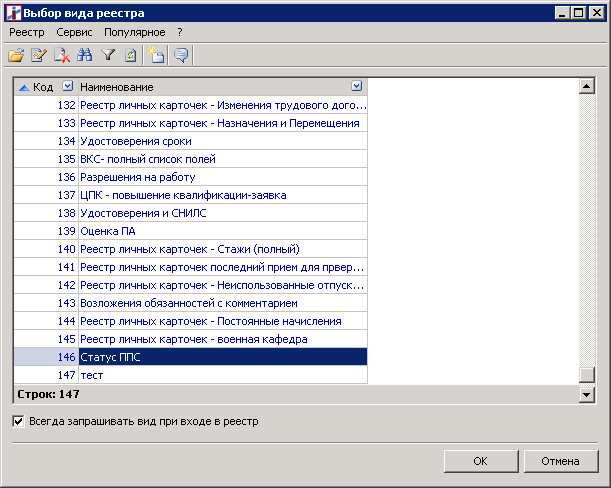 Выбор вида реестра
Реестр Сервис Популярное ?
Код Наименование
132 Реестр личных карточек - Изменения трудового дого...
133 Реестр личных карточек - Назначения и Перемещения
134 Удостоверения сроки
135 ВКС- полный список полей
136 Разрешения на работу
137 ЦПК - повышение квалификации-заявка
138 Удостоверения и СНИЛС
139 Оценка ПА
140 Реестр личных карточек - Стажи (полный)
141 Реестр личных карточек последний прием для првер...
142 Реестр личных карточек - Неиспользованные отпуск...
143 Возложения обязанностей с комментарием
144 Реестр личных карточек - Постоянные начисления
145 Реестр личных карточек - военная кафедра
146 Статус ППС
147 тест
Строк: 147
Всегда запрашивать вид при входе в реестр
ОК Отмена